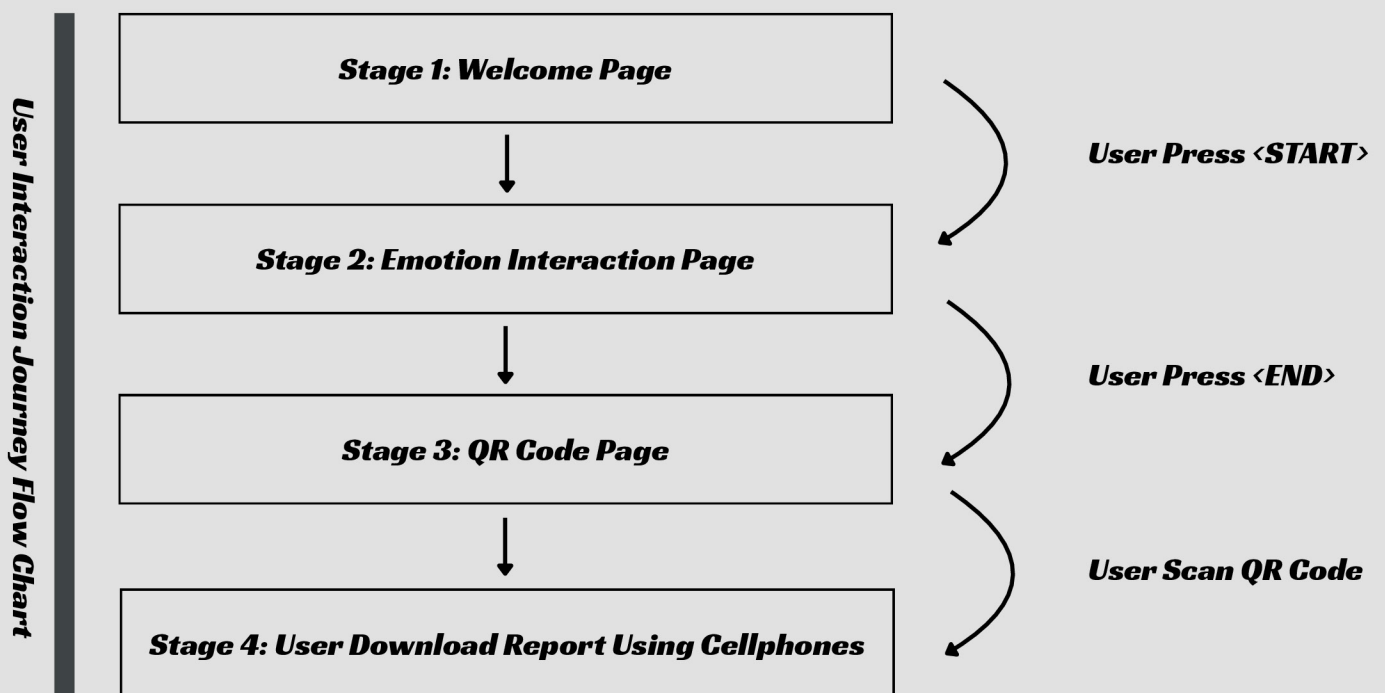 User Interaction Journey Flow Chart
Stage 1: Welcome Page
User Press <START>
Stage 2: Emotion Interaction Page
User Press <END>
Stage 3: QR Code Page
User Scan QR Code
Stage 4: User Download Report Using Cellphones